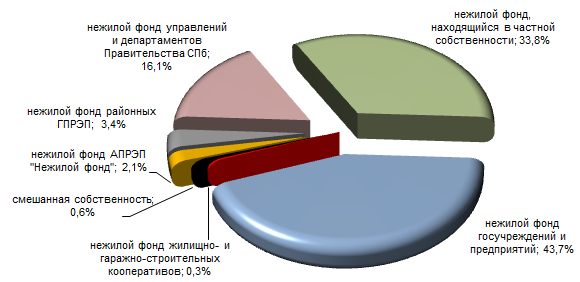 нежилой фонд управлений
и департаментов
Правительства СПб;
16,1%
нежилой фонд,
находящийся в частной
собственности; 33,8%
нежилой фонд районных
ГПРЭП; 3,4%
нежилой фонд АПРЭП
"Нежилой фонд"; 2,1%
смешанная собственность;
0,6%
нежилой фонд жилищно- и
гаражно-строительных
кооперативов; 0,3%
нежилой фонд
госучреждений и
предприятий; 43,7%